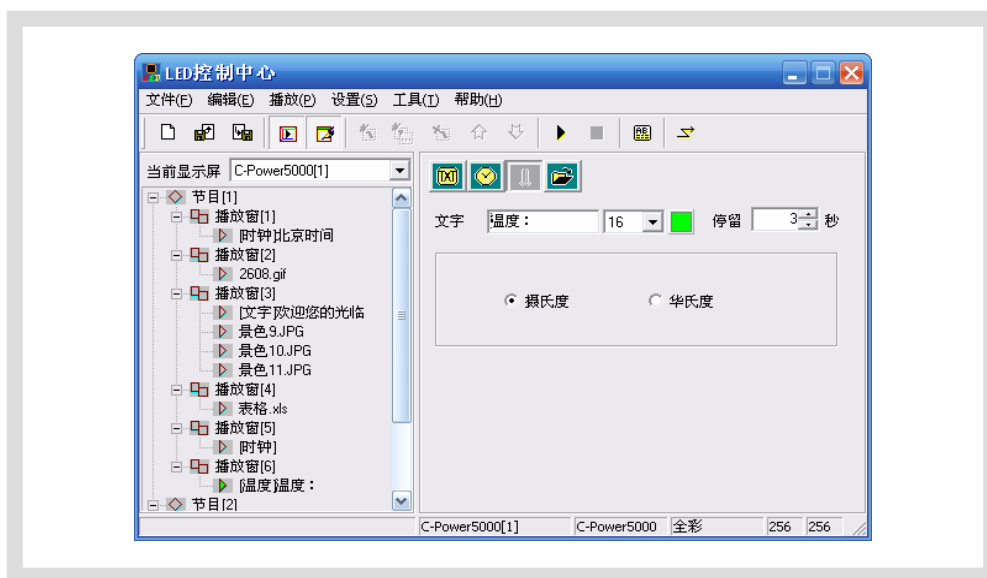 LED控制中心
文件(F) 编辑(E) 播放(P) 设置(S) 工具(T) 帮助(H)
当前显示屏 C-Power5000[1]
节目[1]
播放窗[1]
[时钟]北京时间
播放窗[2]
2608.gif
播放窗[3]
[文字]欢迎您的光临
景色9.JPG
景色10.JPG
景色11.JPG
播放窗[4]
表格.xls
播放窗[5]
[时钟]
播放窗[6]
[温度]温度：
节目[2]
TXT
文字 温度： 16 停留 3 秒
摄氏度 华氏度
C-Power5000[1] C-Power5000 全彩 256 256